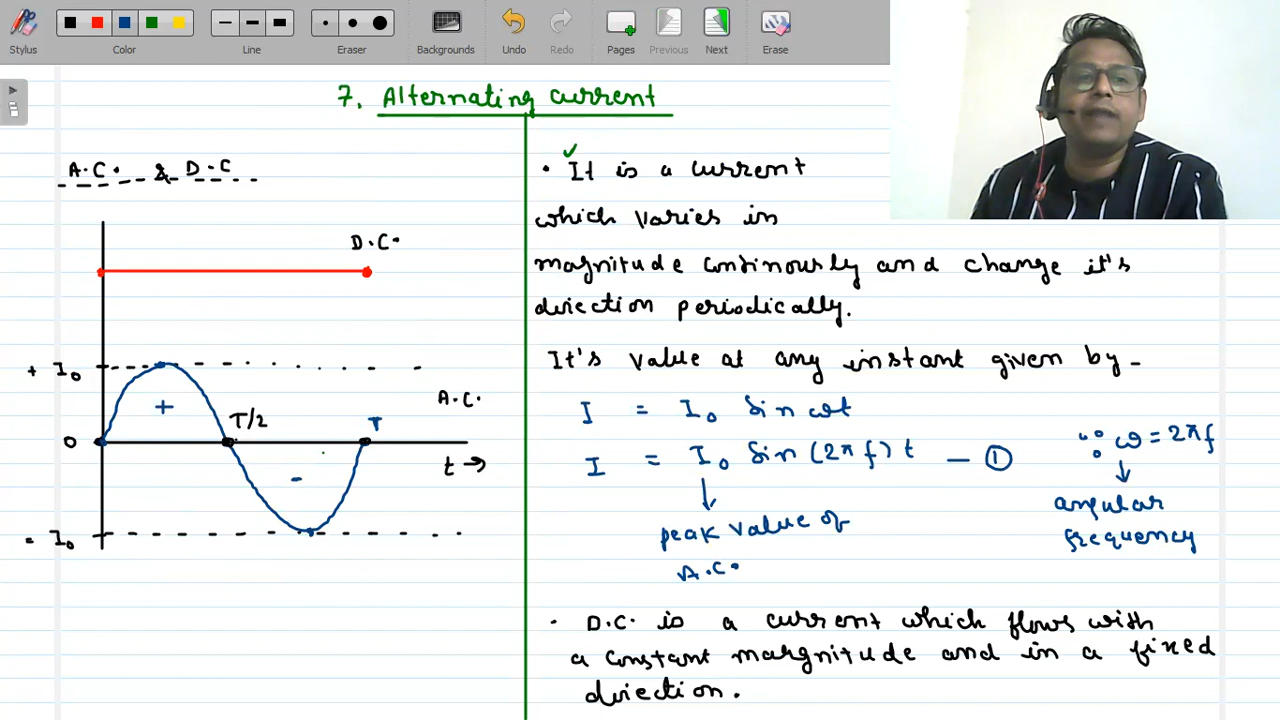 Stylus
Color
Line
Eraser
Backgrounds
Undo
Redo
Pages
Previous
Next
Erase
7. Alternating current
A.C. & D.C
D.C.
+ I₀
+
T/2
T
A.C.
0
t →
-
- I₀
• It is a current
which varies in
magnitude continously and change it's
direction periodically.
It's value at any instant given by -
I = I₀ Sin ωt
I = I₀ Sin (2πf) t — ①
∵ ω = 2πf
angular
frequency
peak value of
A.C.
• D.C. is a current which flows with
a constant margnitude and in a fixed
direction.